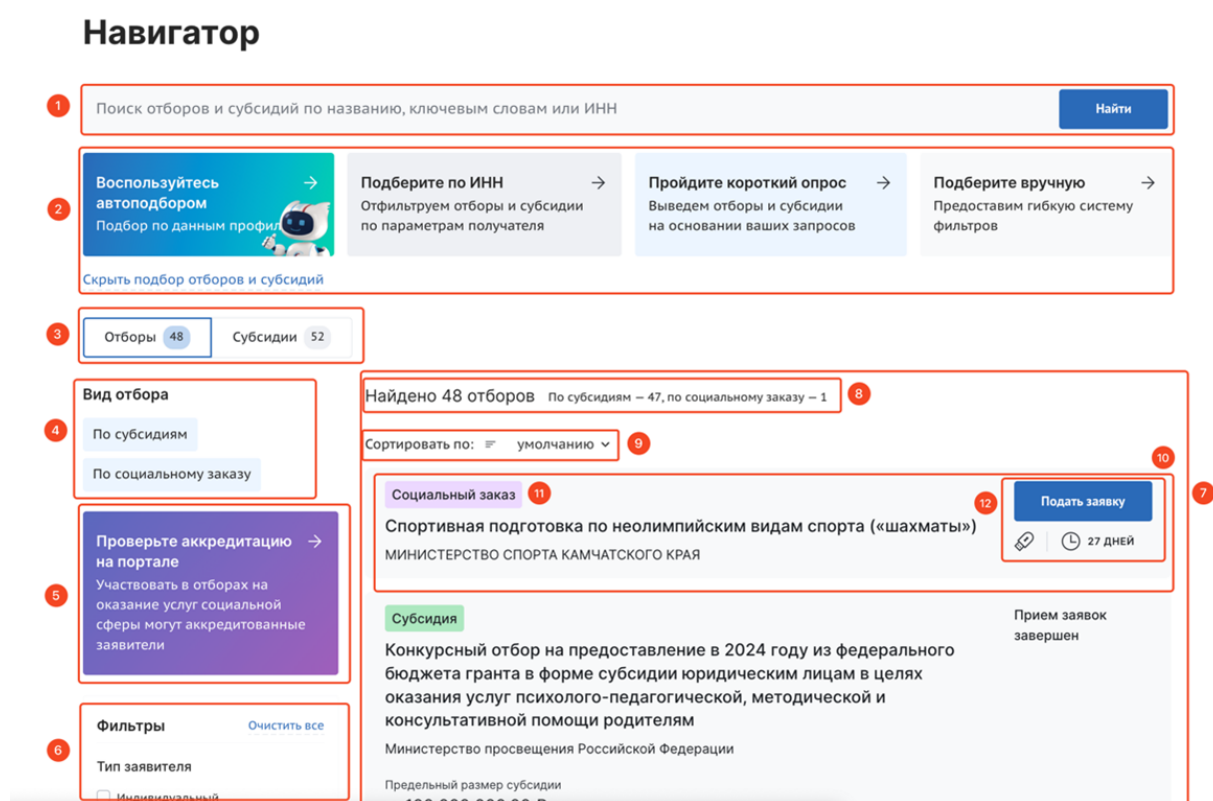 Навигатор
1
Поиск отборов и субсидий по названию, ключевым словам или ИНН
Найти
2
Воспользуйтесь
автоподбором
Подбор по данным профил
Подберите по ИНН
Отфильтруем отборы и субсидии
по параметрам получателя
Пройдите короткий опрос
Выведем отборы и субсидии
на основании ваших запросов
Подберите вручную
Предоставим гибкую систему
фильтров
Скрыть подбор отборов и субсидий
3
Отборы 48
Субсидии 52
4
Вид отбора
По субсидиям
По социальному заказу
5
Проверьте аккредитацию
на портале
Участвовать в отборах на
оказание услуг социальной
сферы могут аккредитованные
заявители
6
Фильтры
Очистить все
Тип заявителя
Индивидуальный
7
Найдено 48 отборов По субсидиям — 47, по социальному заказу — 1
8
Сортировать по: умолчанию
9
10
Социальный заказ
11
12
Подать заявку
Спортивная подготовка по неолимпийским видам спорта («шахматы»)
27 ДНЕЙ
МИНИСТЕРСТВО СПОРТА КАМЧАТСКОГО КРАЯ
Субсидия
Прием заявок
завершен
Конкурсный отбор на предоставление в 2024 году из федерального
бюджета гранта в форме субсидии юридическим лицам в целях
оказания услуг психолого-педагогической, методической и
консультативной помощи родителям
Министерство просвещения Российской Федерации
Предельный размер субсидии